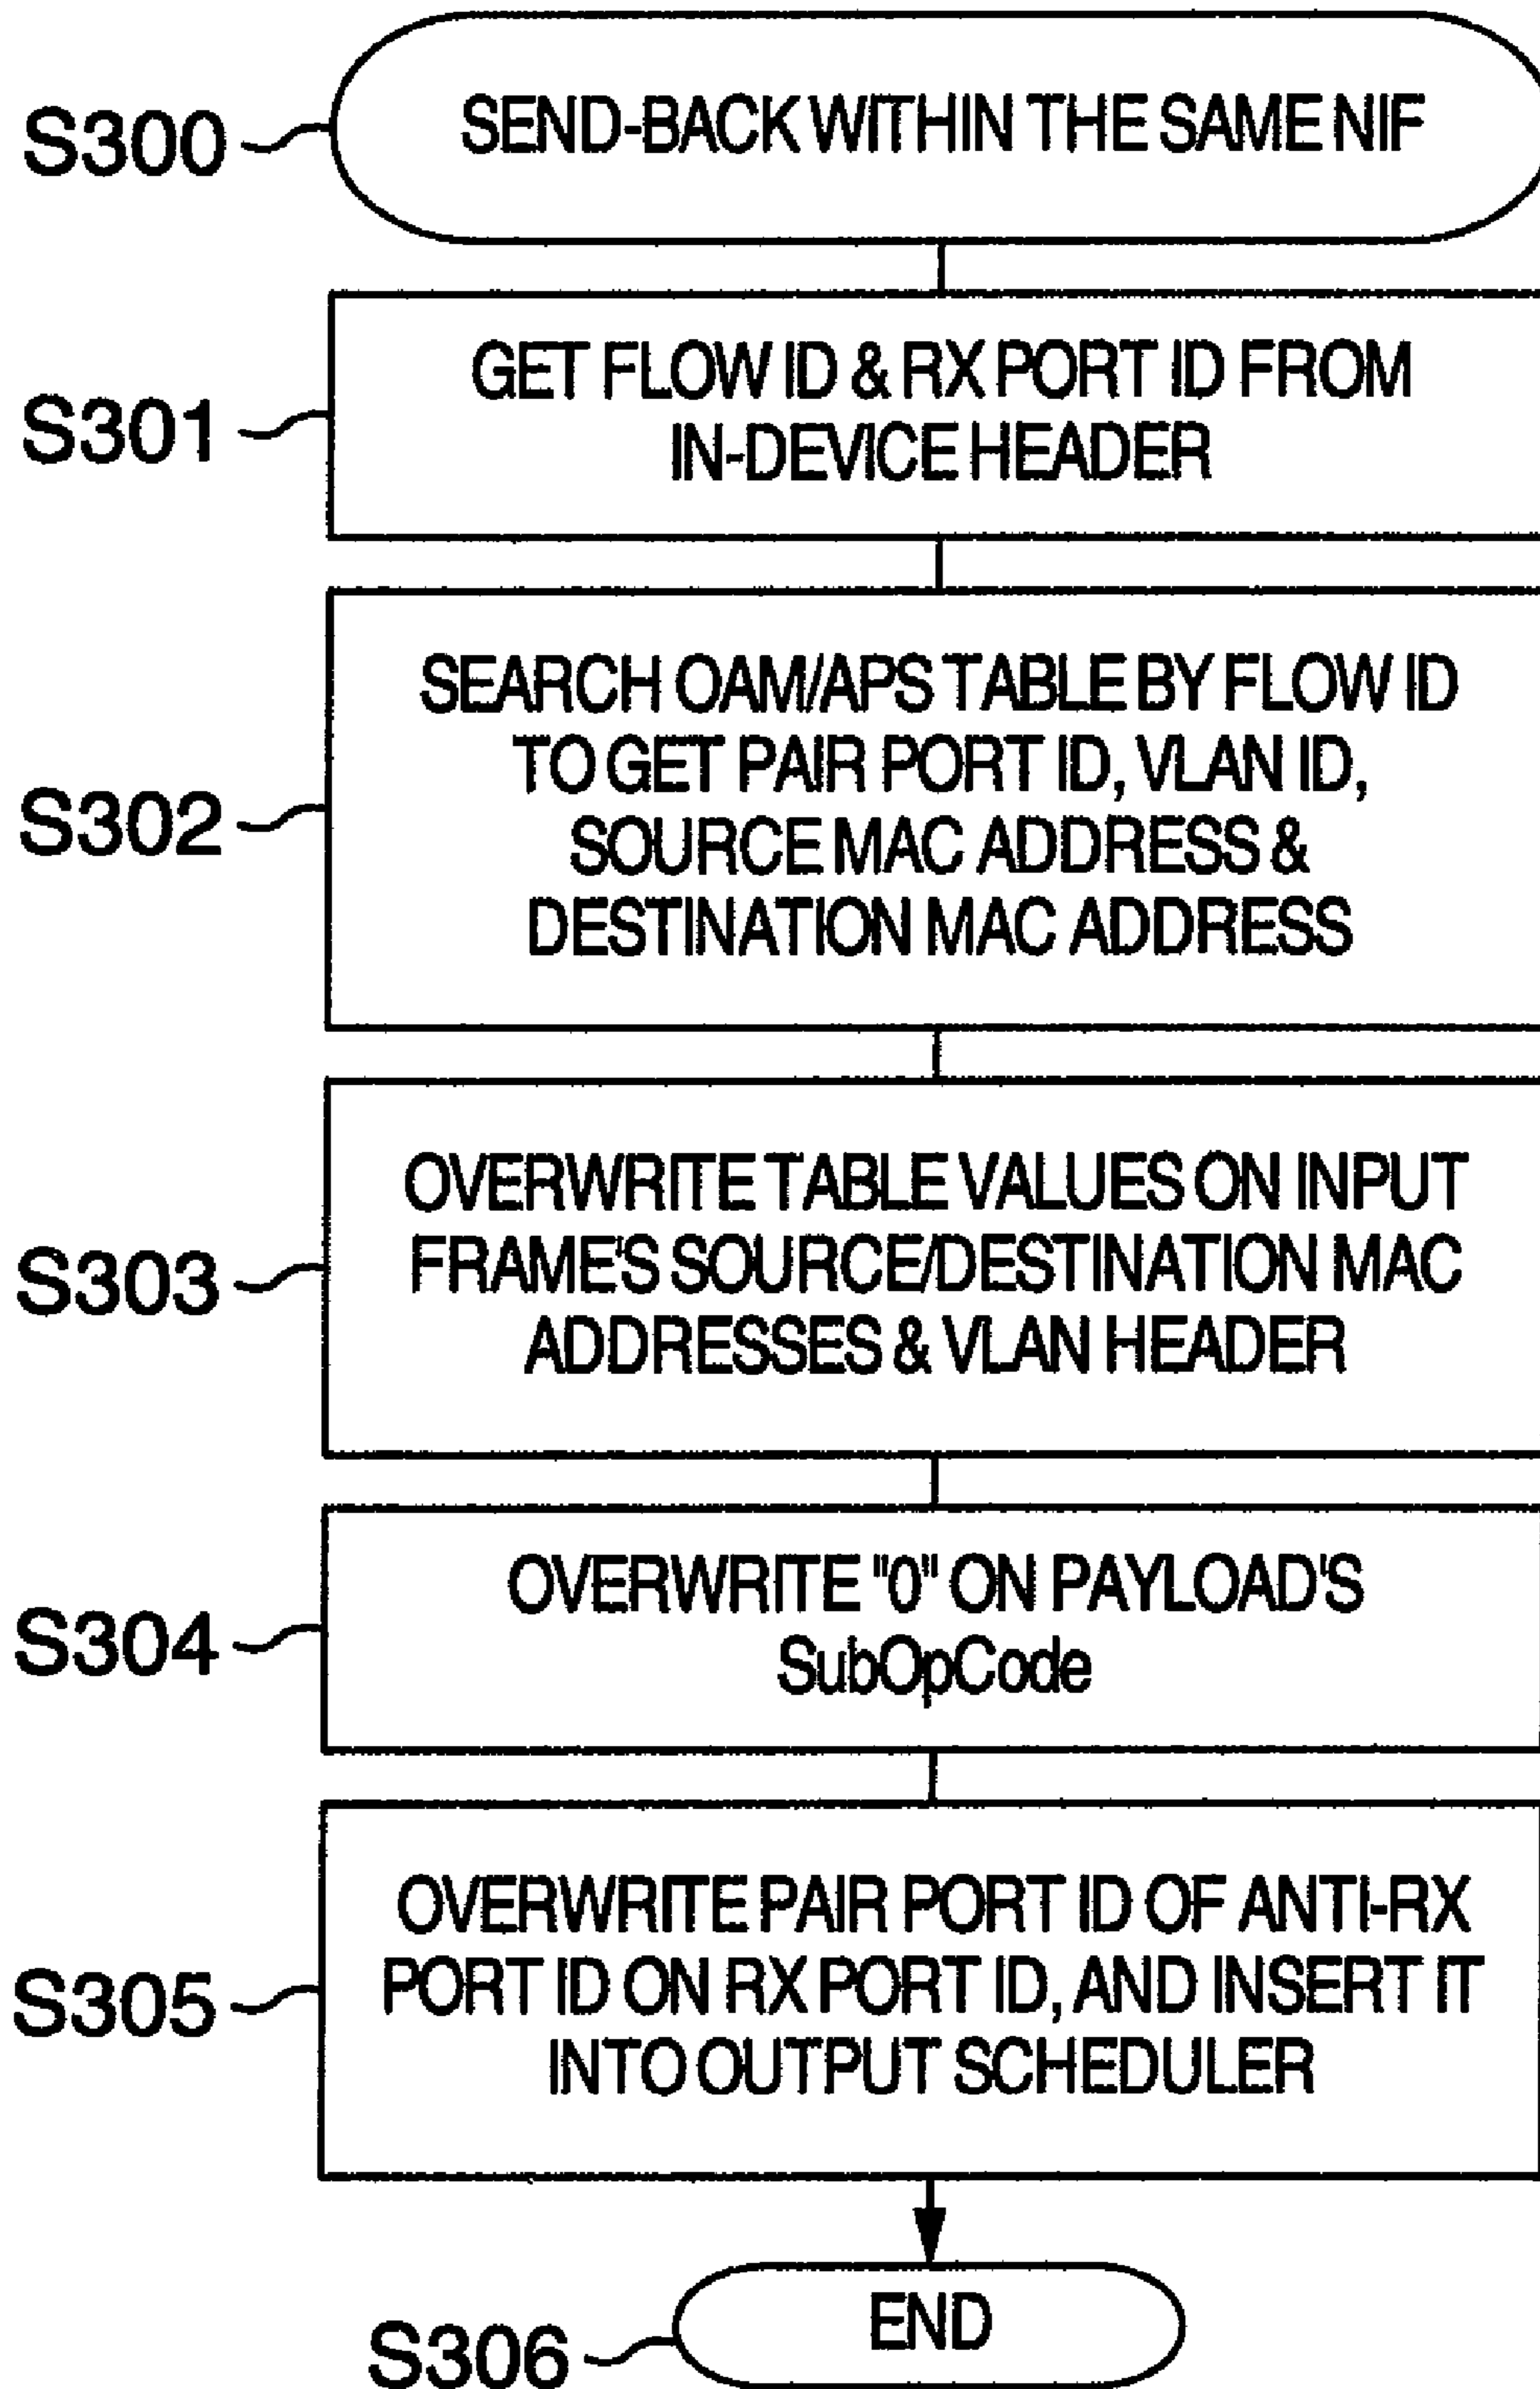 S300
SEND-BACK WITHIN THE SAME NIF
S301
GET FLOW ID & RX PORT ID FROM
IN-DEVICE HEADER
S302
SEARCH OAM/APS TABLE BY FLOW ID
TO GET PAIR PORT ID, VLAN ID,
SOURCE MAC ADDRESS &
DESTINATION MAC ADDRESS
S303
OVERWRITE TABLE VALUES ON INPUT
FRAME'S SOURCE/DESTINATION MAC
ADDRESSES & VLAN HEADER
S304
OVERWRITE "0" ON PAYLOAD'S
SubOpCode
S305
OVERWRITE PAIR PORT ID OF ANTI-RX
PORT ID ON RX PORT ID, AND INSERT IT
INTO OUTPUT SCHEDULER
S306
END